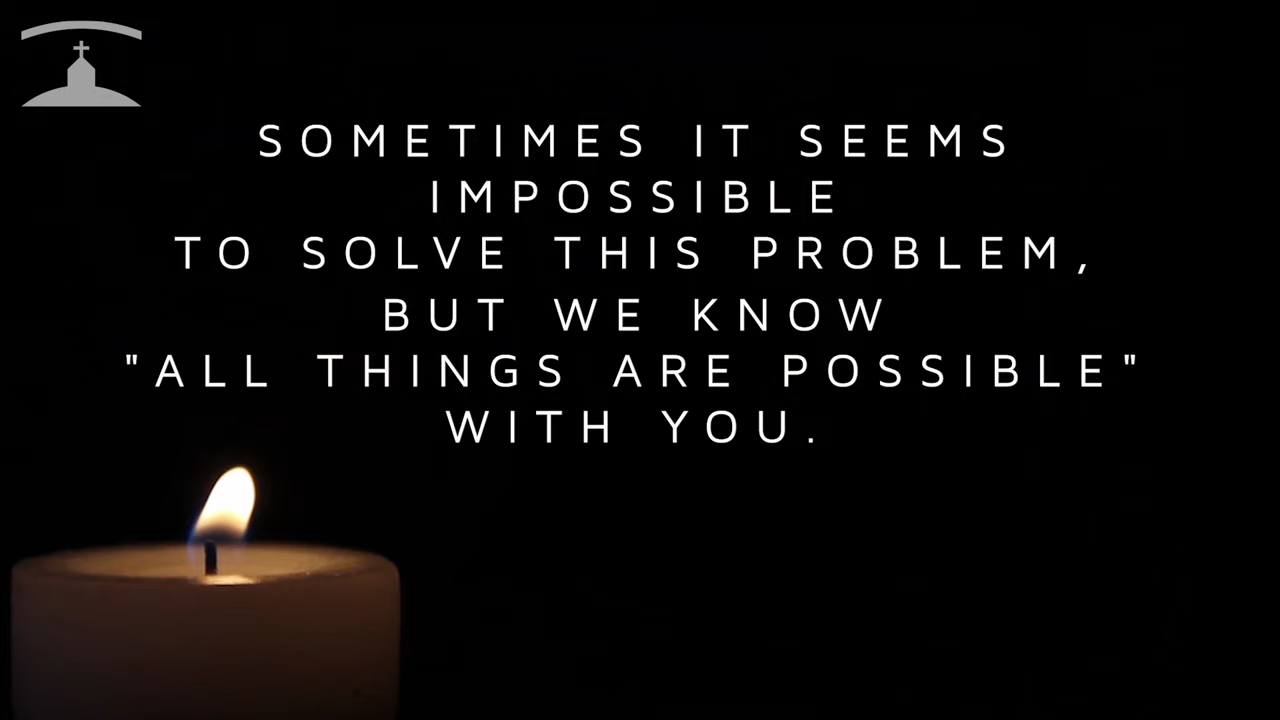 SOMETIMES IT SEEMS
IMPOSSIBLE
TO SOLVE THIS PROBLEM,
BUT WE KNOW
"ALL THINGS ARE POSSIBLE"
WITH YOU.